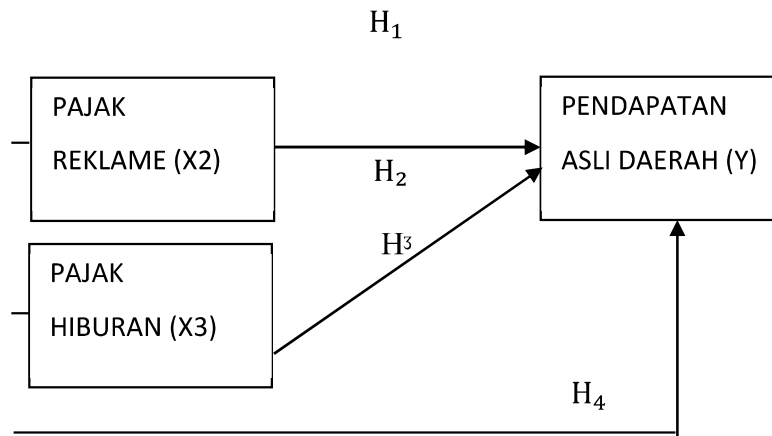 H₁
PAJAK
REKLAME (X2)
PENDAPATAN
ASLI DAERAH (Y)
H₂
H³
PAJAK
HIBURAN (X3)
H₄